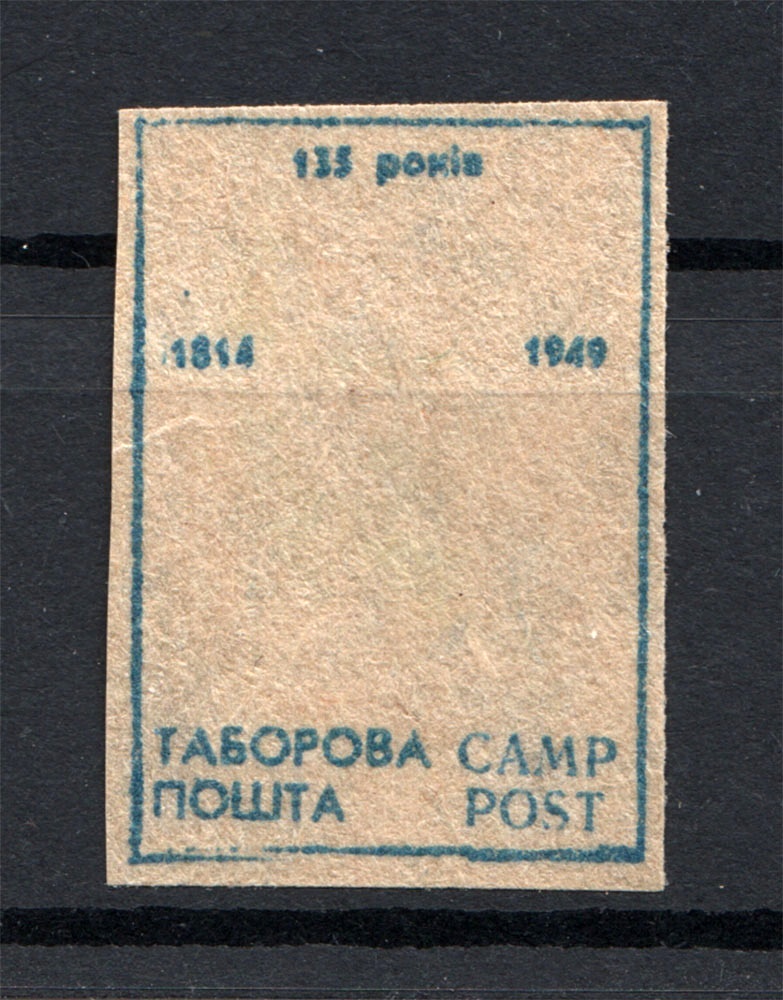 135 років
1814 1949
ТАБОРОВА CAMP
ПОШТА POST